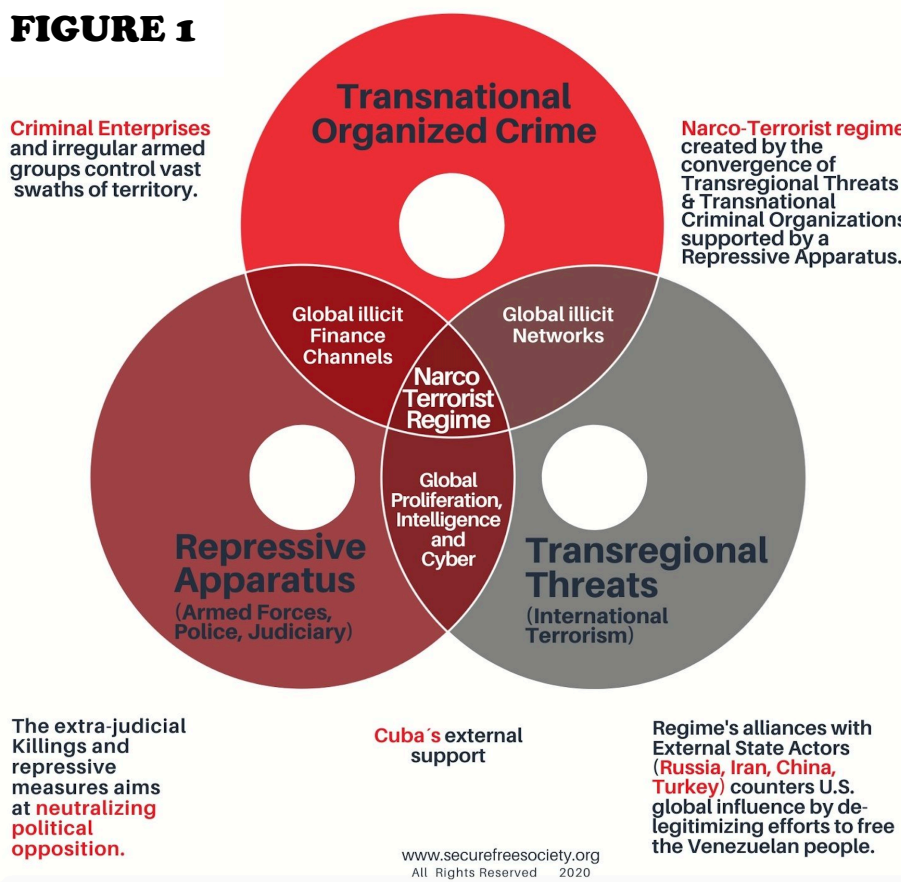 FIGURE 1
Transnational
Organized Crime
Criminal Enterprises
and irregular armed
groups control vast
swaths of territory.
Narco-Terrorist regime
created by the
convergence of
Transregional Threats
& Transnational
Criminal Organizations
supported by a
Repressive Apparatus.
Global illicit
Finance
Channels
Global illicit
Networks
Narco
Terrorist
Regime
Global
Proliferation,
Intelligence
and
Cyber
Repressive
Apparatus
(Armed Forces,
Police, Judiciary)
Transregional
Threats
(International
Terrorism)
The extra-judicial
Killings and
repressive
measures aims
at neutralizing
political
opposition.
Cuba´s external
support
Regime's alliances with
External State Actors
(Russia, Iran, China,
Turkey) counters U.S.
global influence by de-
legitimizing efforts to free
the Venezuelan people.
www.securefreesociety.org
All Rights Reserved 2020